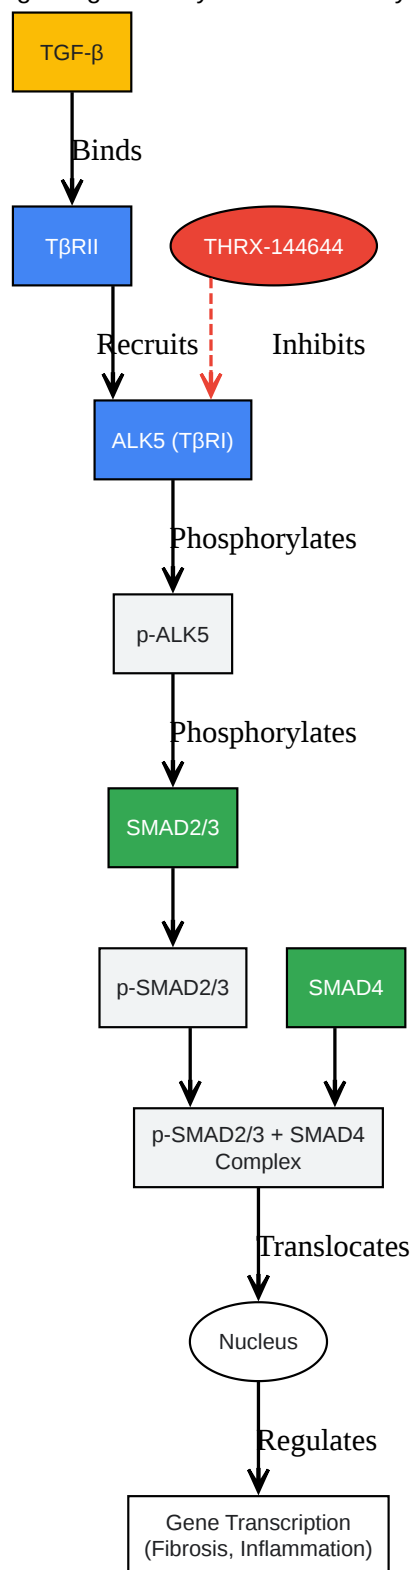 TGF-β
Binds
TβRII
THRX-144644
Recruits
Inhibits
ALK5 (TβRI)
Phosphorylates
p-ALK5
Phosphorylates
SMAD2/3
p-SMAD2/3
SMAD4
p-SMAD2/3 + SMAD4
Complex
Translocates
Nucleus
Regulates
Gene Transcription
(Fibrosis, Inflammation)